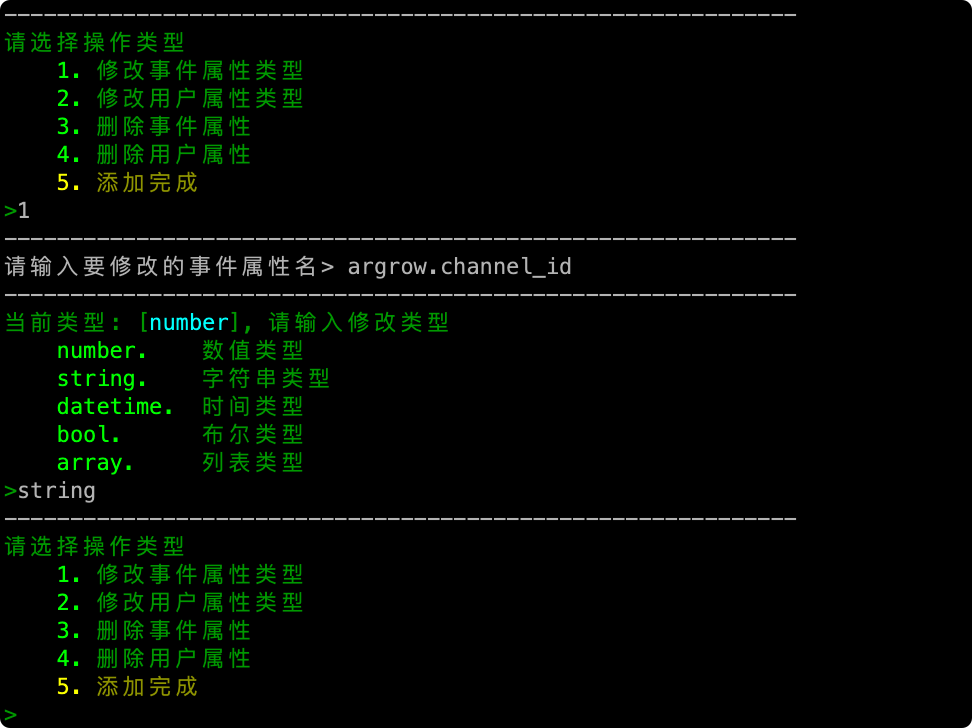 请选择操作类型
1. 修改事件属性类型
2. 修改用户属性类型
3. 删除事件属性
4. 删除用户属性
5. 添加完成
>1
请输入要修改的事件属性名> argrow.channel_id
当前类型: [number], 请输入修改类型
number. 数值类型
string. 字符串类型
datetime. 时间类型
bool. 布尔类型
array. 列表类型
>string
请选择操作类型
1. 修改事件属性类型
2. 修改用户属性类型
3. 删除事件属性
4. 删除用户属性
5. 添加完成
>